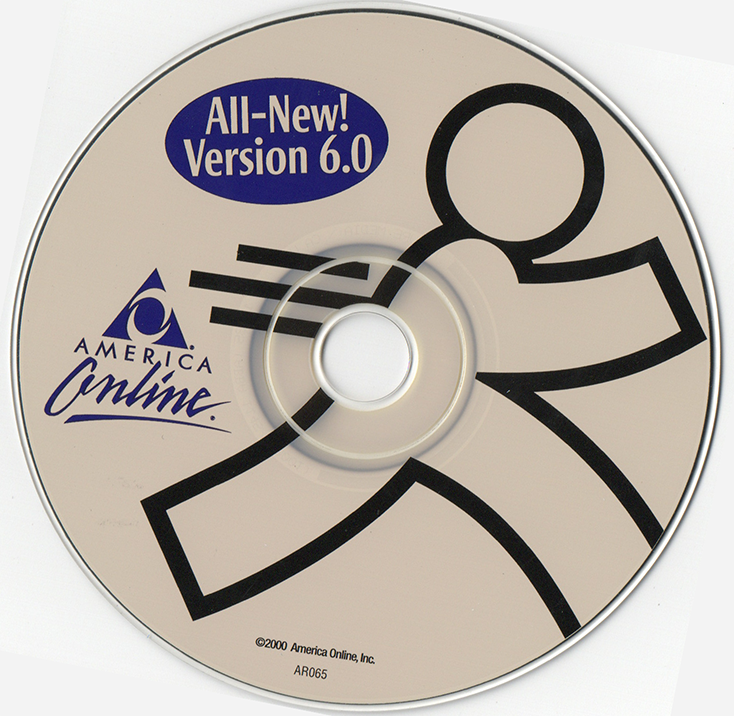 All-New!
Version 6.0
AMERICA
Online.
©2000 America Online, Inc.
AR065